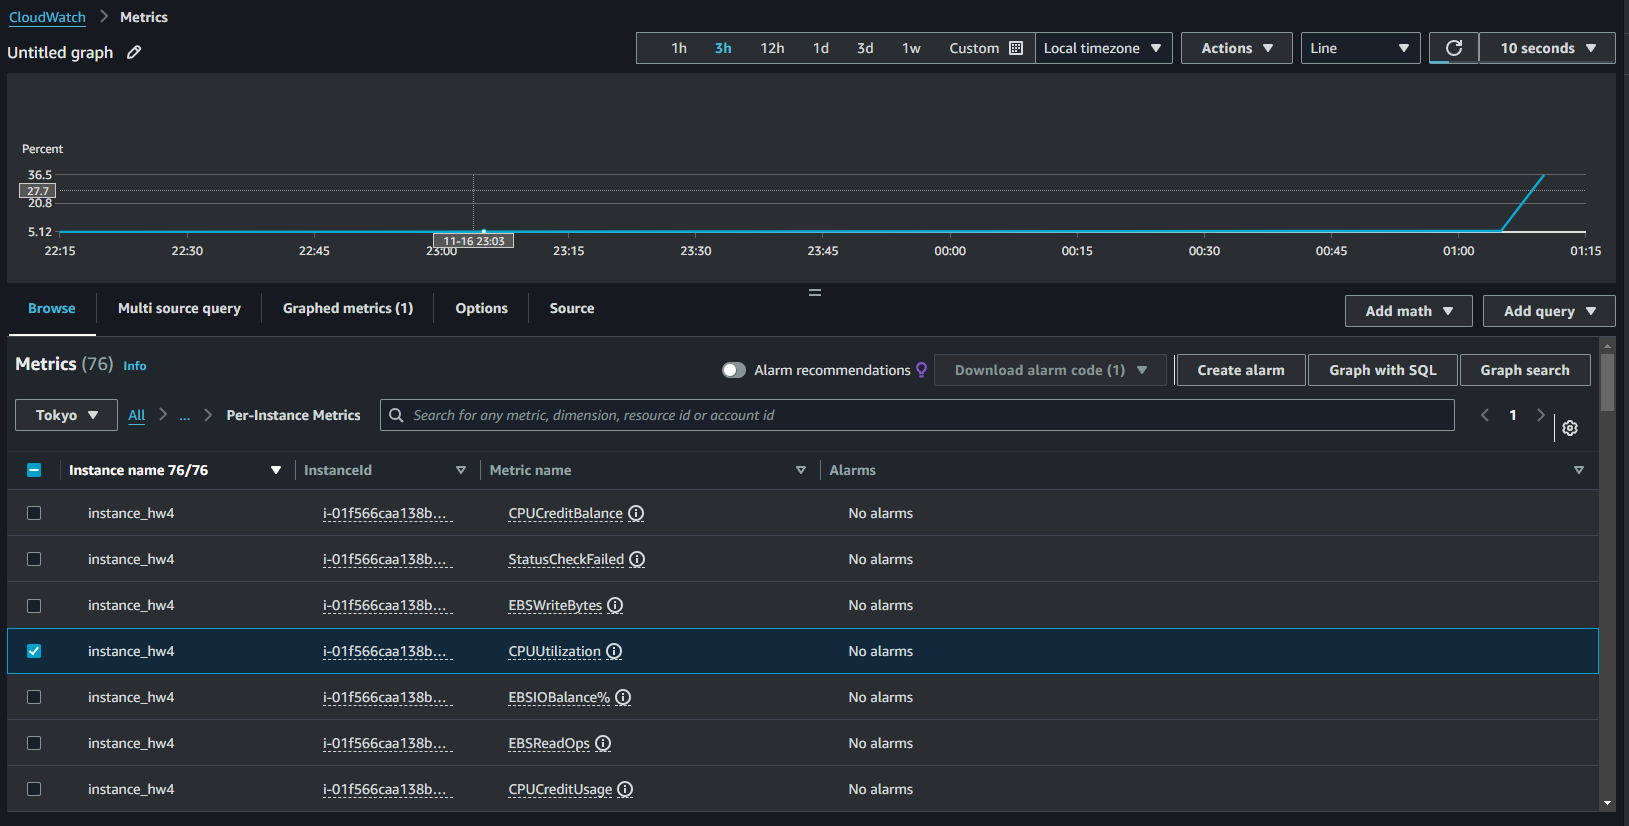 CloudWatch > Metrics
Untitled graph
1h 3h 12h 1d 3d 1w Custom Local timezone Actions Line 10 seconds
Percent
36.5
27.7
20.8
5.12
11-16 23:03
22:15 22:30 22:45 23:00 23:15 23:30 23:45 00:00 00:15 00:30 00:45 01:00 01:15
Browse Multi source query Graphed metrics (1) Options Source Add math Add query
Metrics (76) Info Alarm recommendations Download alarm code (1) Create alarm Graph with SQL Graph search
Tokyo All > ... > Per-Instance Metrics Search for any metric, dimension, resource id or account id 1
Instance name 76/76 InstanceId Metric name Alarms
instance_hw4 i-01f566caa138b... CPUCreditBalance No alarms
instance_hw4 i-01f566caa138b... StatusCheckFailed No alarms
instance_hw4 i-01f566caa138b... EBSWriteBytes No alarms
instance_hw4 i-01f566caa138b... CPUUtilization No alarms
instance_hw4 i-01f566caa138b... EBSIOBalance% No alarms
instance_hw4 i-01f566caa138b... EBSReadOps No alarms
instance_hw4 i-01f566caa138b... CPUCreditUsage No alarms